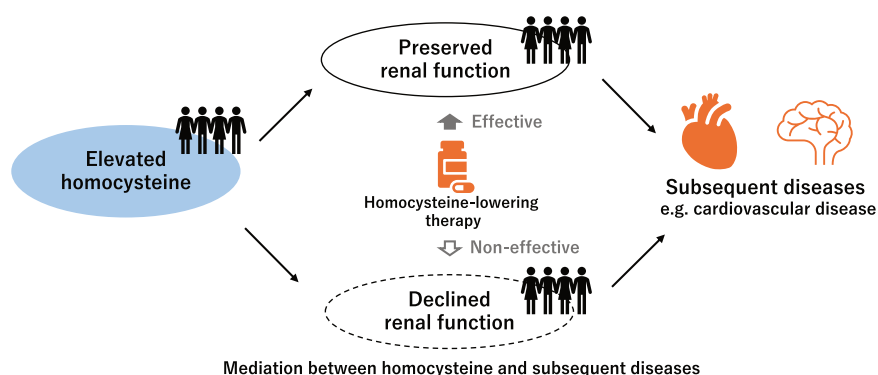 Preserved
renal function
Elevated
homocysteine
Effective
Homocysteine-lowering
therapy
Non-effective
Subsequent diseases
e.g. cardiovascular disease
Declined
renal function
Mediation between homocysteine and subsequent diseases